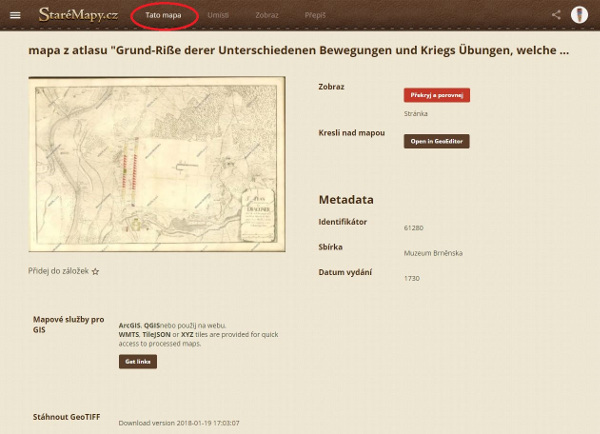 StaréMapy.cz
Tato mapa
Umísti
Zobraz
Přepiš
mapa z atlasu "Grund-Riße derer Unterschiedenen Bewegungen und Kriegs Übungen, welche ...
Zobraz
Překryj a porovnej
Stránka
Kresli nad mapou
Open in GeoEditor
Metadata
Identifikátor
61280
Sbírka
Muzeum Brněnska
Datum vydání
1730
Přidej do záložek
Mapové služby pro
GIS
ArcGIS, QGISnebo použij na webu.
WMTS, TileJSON or XYZ tiles are provided for quick
access to processed maps.
Get links
Stáhnout GeoTIFF
Download version 2018-01-19 17:03:07